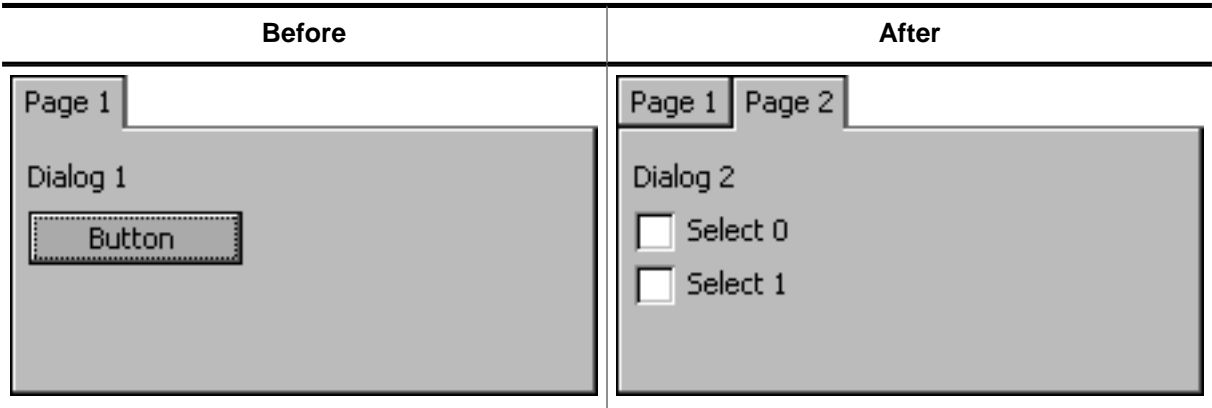 Before
After
Page 1
Dialog 1
Button
Page 1 Page 2
Dialog 2
Select 0
Select 1